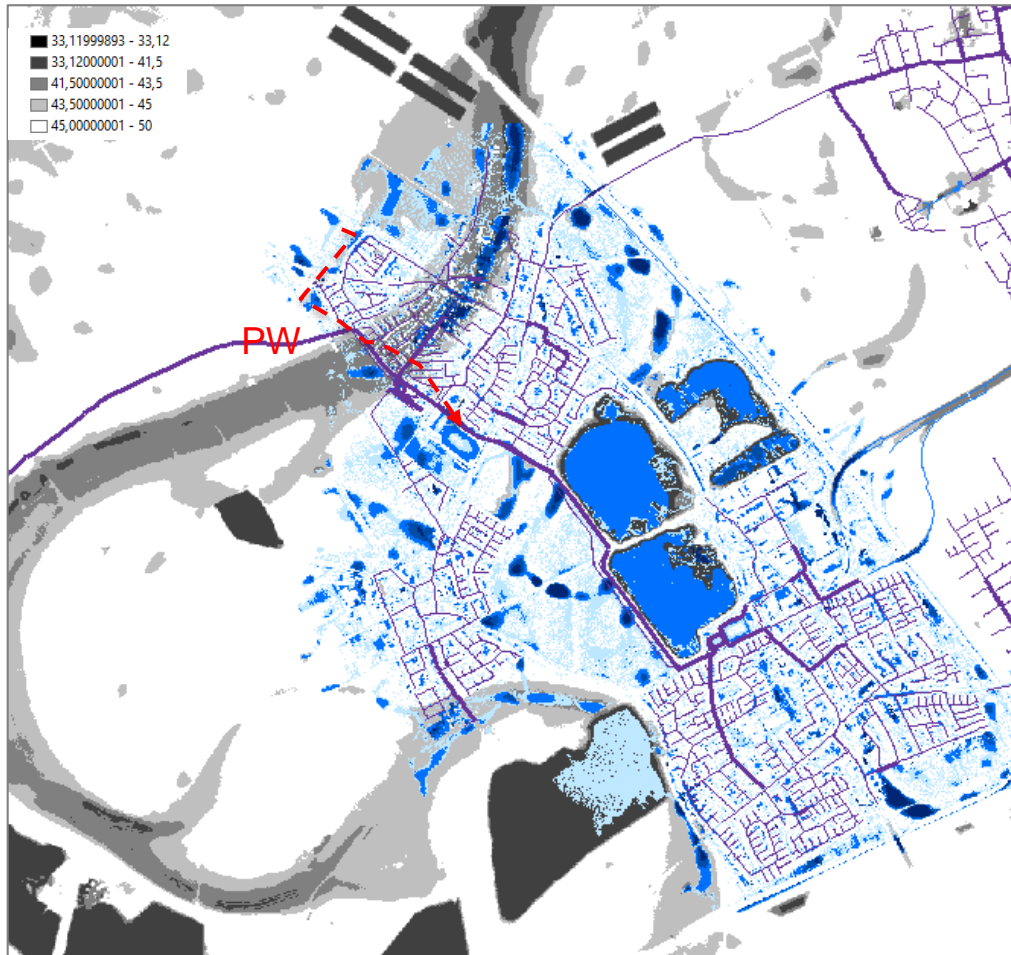 33,11999893 - 33,12
33,12000001 - 41,5
41,50000001 - 43,5
43,50000001 - 45
45,00000001 - 50
PW